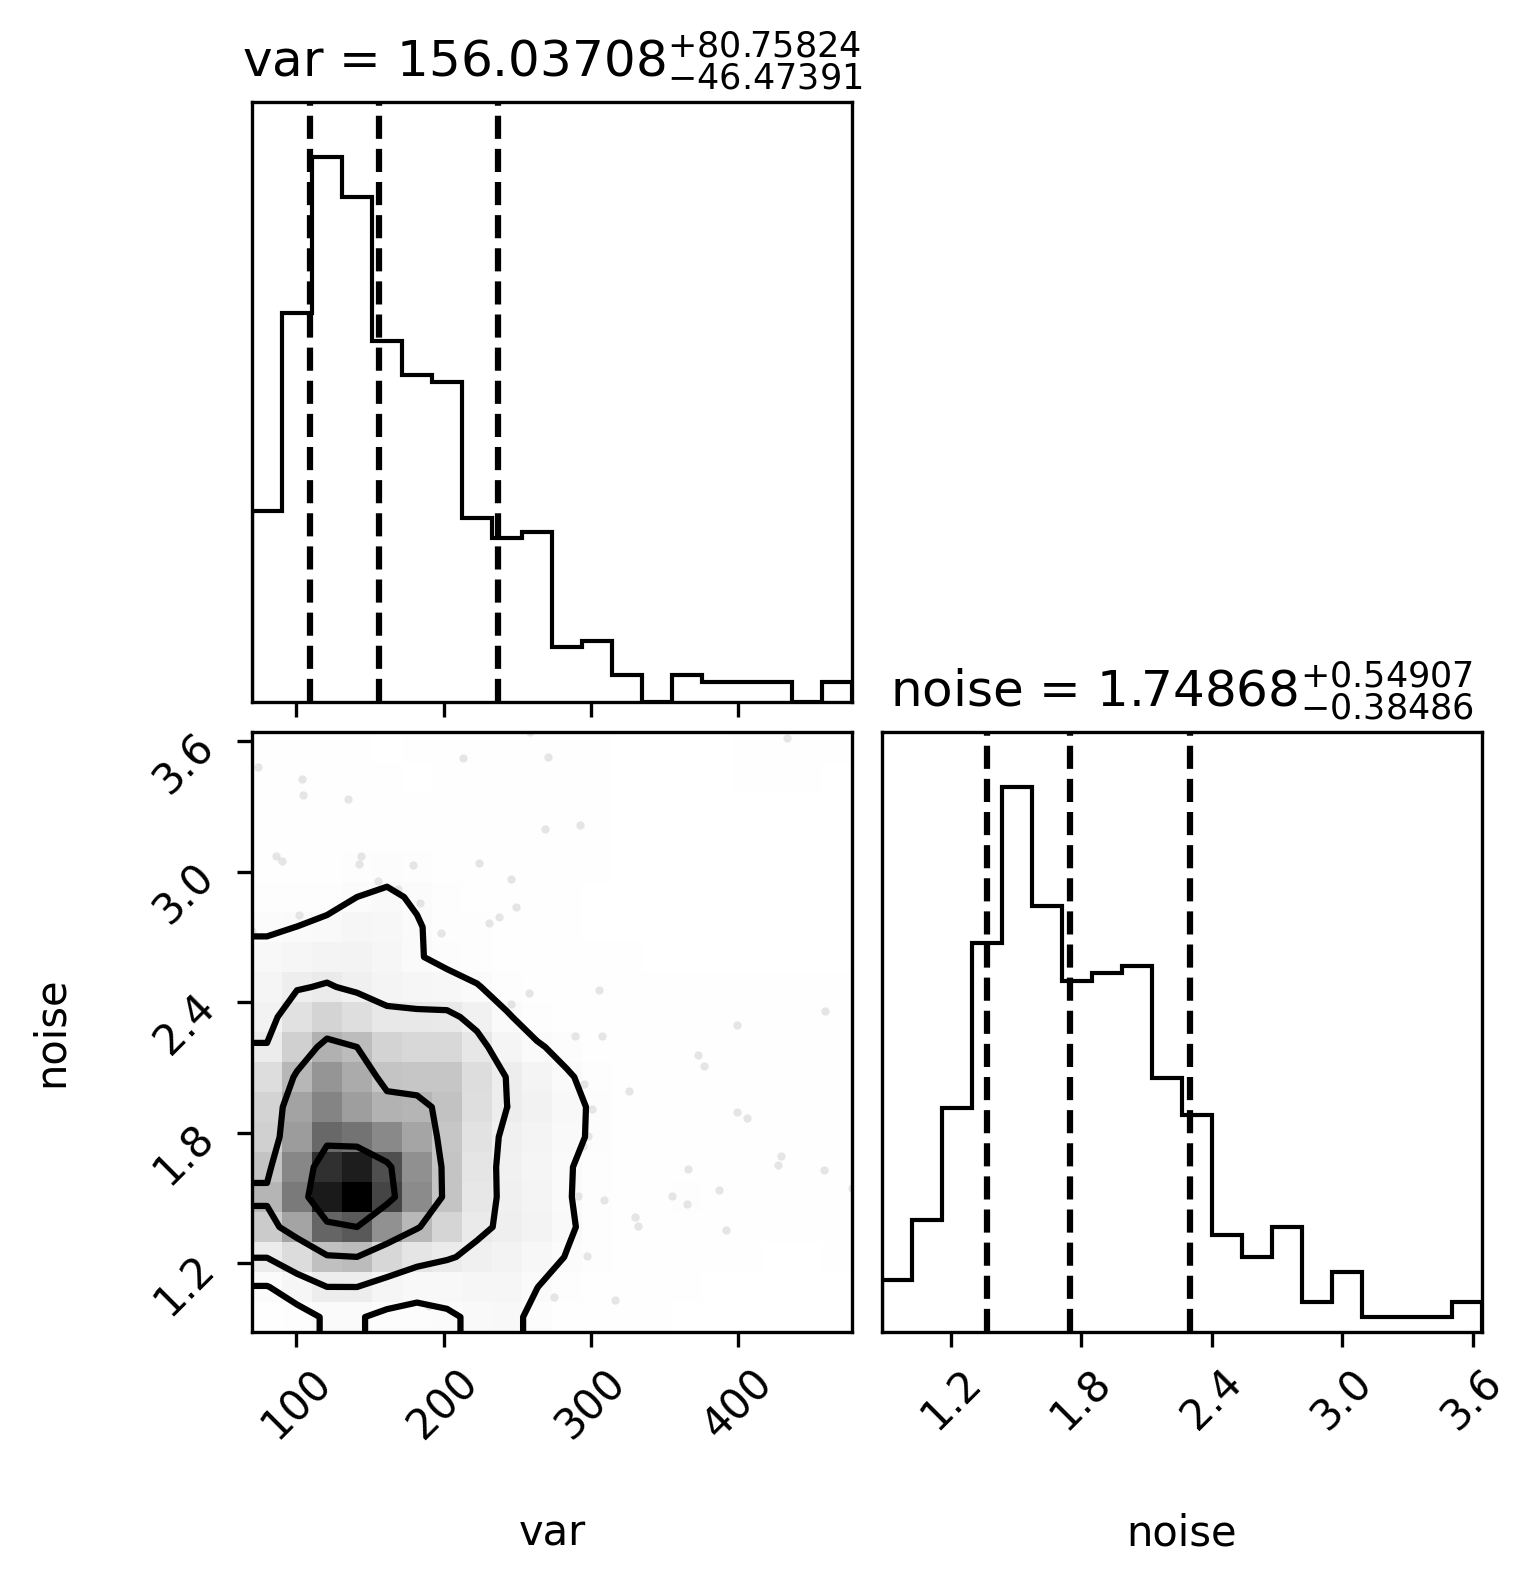 var = 156.03708+80.75824−46.47391
noise = 1.74868+0.54907−0.38486
3.6
3.0
2.4
1.8
1.2
noise
100 200 300 400
1.2 1.8 2.4 3.0 3.6
var
noise